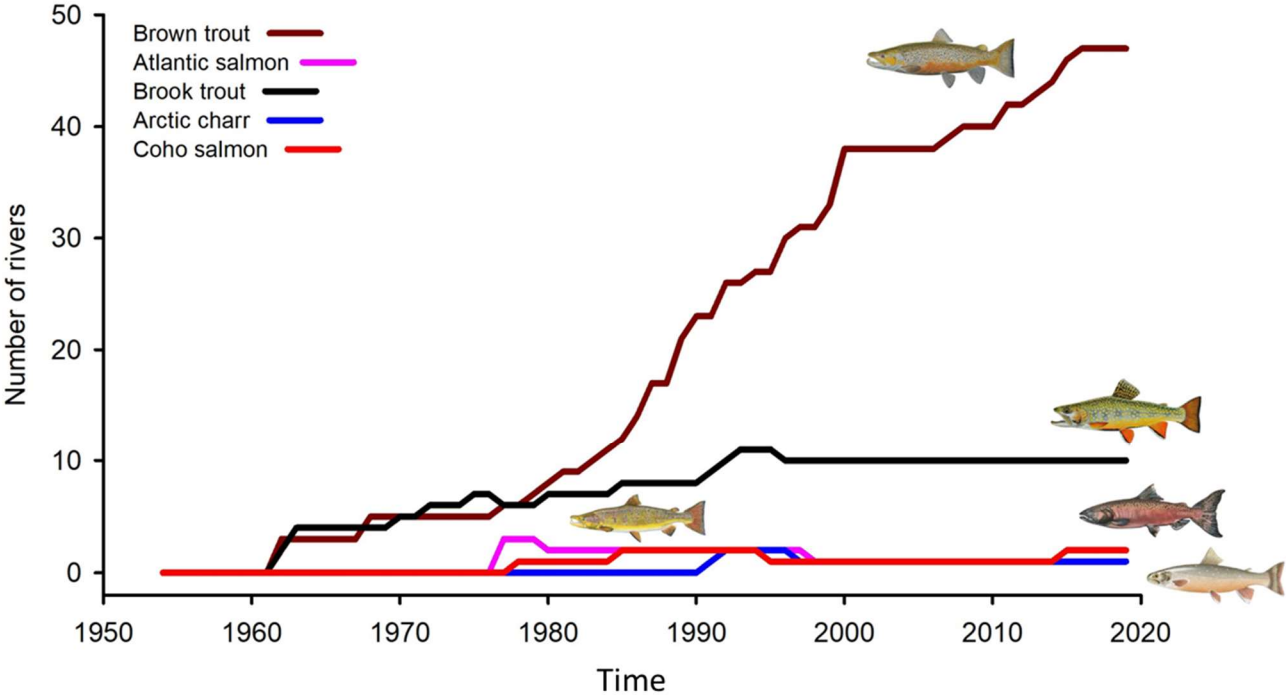 50
40
30
20
10
0
Number of rivers
Brown trout
Atlantic salmon
Brook trout
Arctic charr
Coho salmon
1950 1960 1970 1980 1990 2000 2010 2020
Time